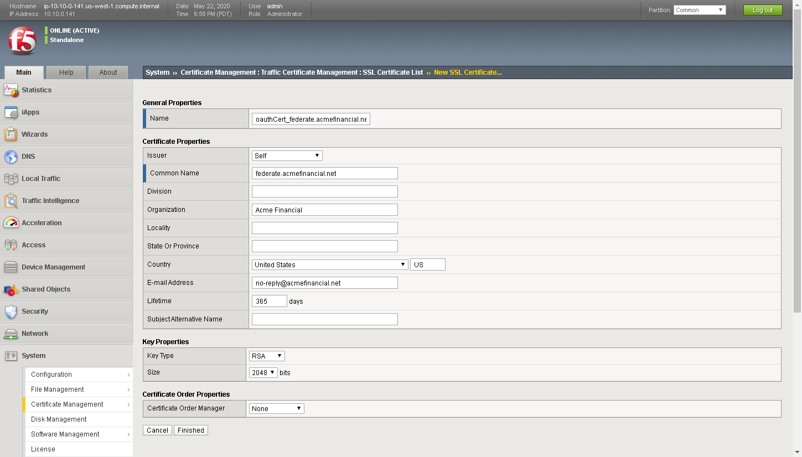 Hostname ip-10-10-0-141.us-west-1.compute.internal Date May 22, 2020 User admin
IP Address 10.10.0.141 Time 6:58 PM (PDT) Role Administrator
Partition: Common Log out
f5
ONLINE (ACTIVE)
Standalone
Main Help About
System ›› Certificate Management : Traffic Certificate Management : SSL Certificate List ›› New SSL Certificate...
Statistics
iApps
Wizards
DNS
Local Traffic
Traffic Intelligence
Acceleration
Access
Device Management
Shared Objects
Security
Network
System
Configuration
File Management
Certificate Management
Disk Management
Software Management
License
General Properties
Name oauthCert_federate.acmefinancial.ne
Certificate Properties
Issuer Self
Common Name federate.acmefinancial.net
Division
Organization Acme Financial
Locality
State Or Province
Country United States US
E-mail Address no-reply@acmefinancial.net
Lifetime 365 days
Subject Alternative Name
Key Properties
Key Type RSA
Size 2048 bits
Certificate Order Properties
Certificate Order Manager None
Cancel Finished